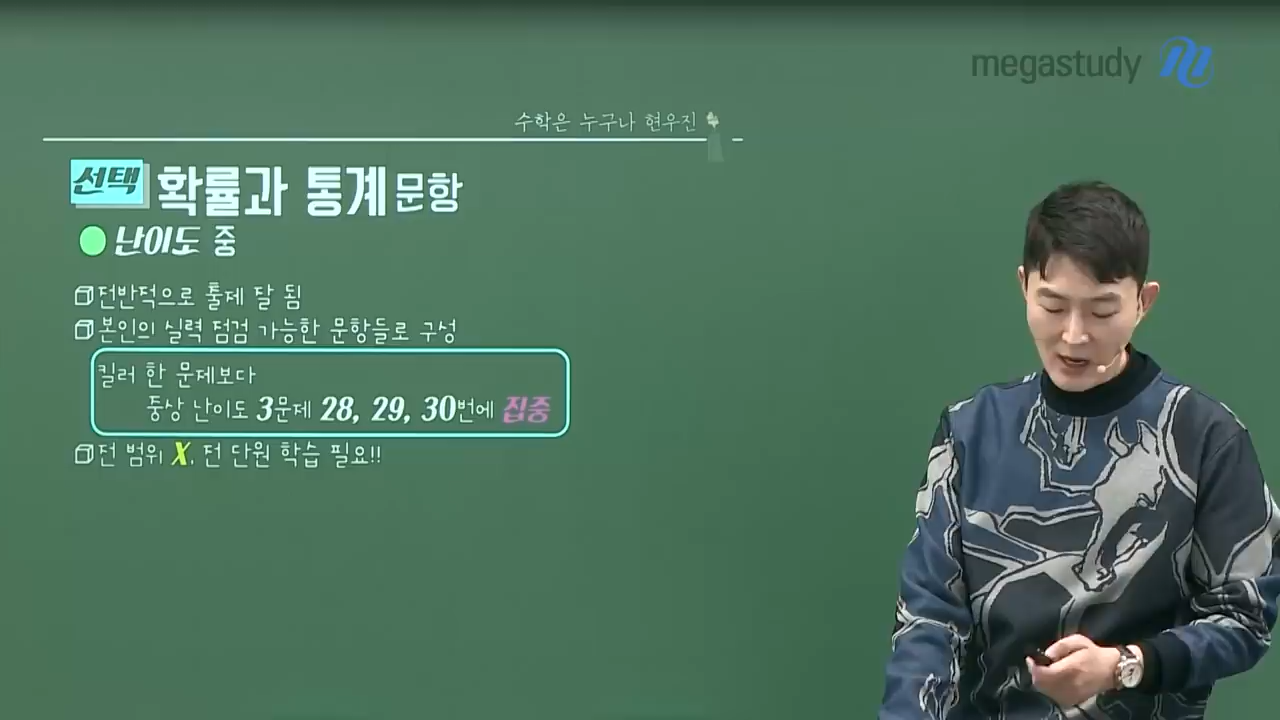 megastudy
수학은 누구나 현우진
선택 확률과 통계 문항
난이도 중
전반적으로 출제 잘 됨
본인의 실력 점검 가능한 문항들로 구성
킬러 한 문제보다
중상 난이도 3문제 28, 29, 30번에 집중
전 범위 X, 전 단원 학습 필요!!